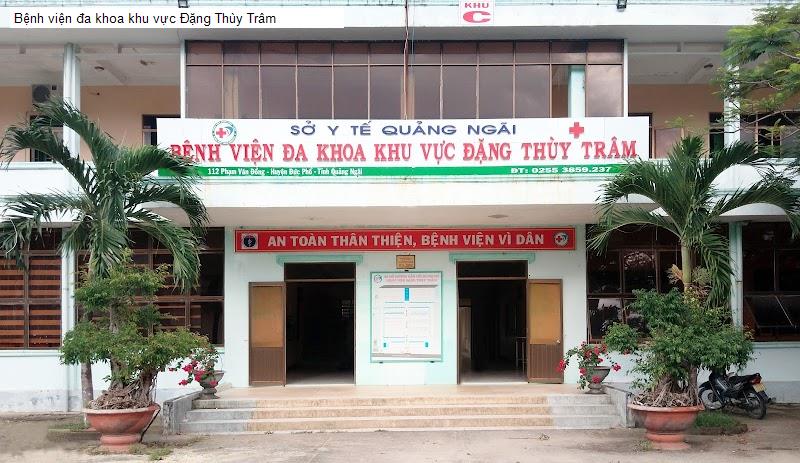 Bệnh viện đa khoa khu vực Đặng Thùy Trâm
KHU
C
SỞ Y TẾ QUẢNG NGÃI
BỆNH VIỆN ĐA KHOA KHU VỰC ĐẶNG THÙY TRÂM
112 Phạm Văn Đồng - Huyện Đức Phổ - Tỉnh Quảng Ngãi
ĐT: 0255 3859.237
AN TOÀN THÂN THIỆN, BỆNH VIỆN VÌ DÂN